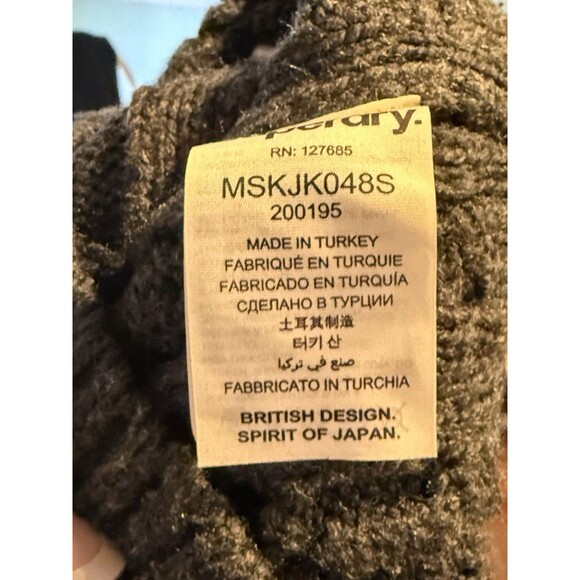 perdry.
RN: 127685
MSKJK048S
200195
MADE IN TURKEY
FABRIQUÉ EN TURQUIE
FABRICADO EN TURQUÍA
СДЕЛАНО В ТУРЦИИ
土耳其制造
터키 산
صنع في تركيا
FABBRICATO IN TURCHIA
BRITISH DESIGN.
SPIRIT OF JAPAN.